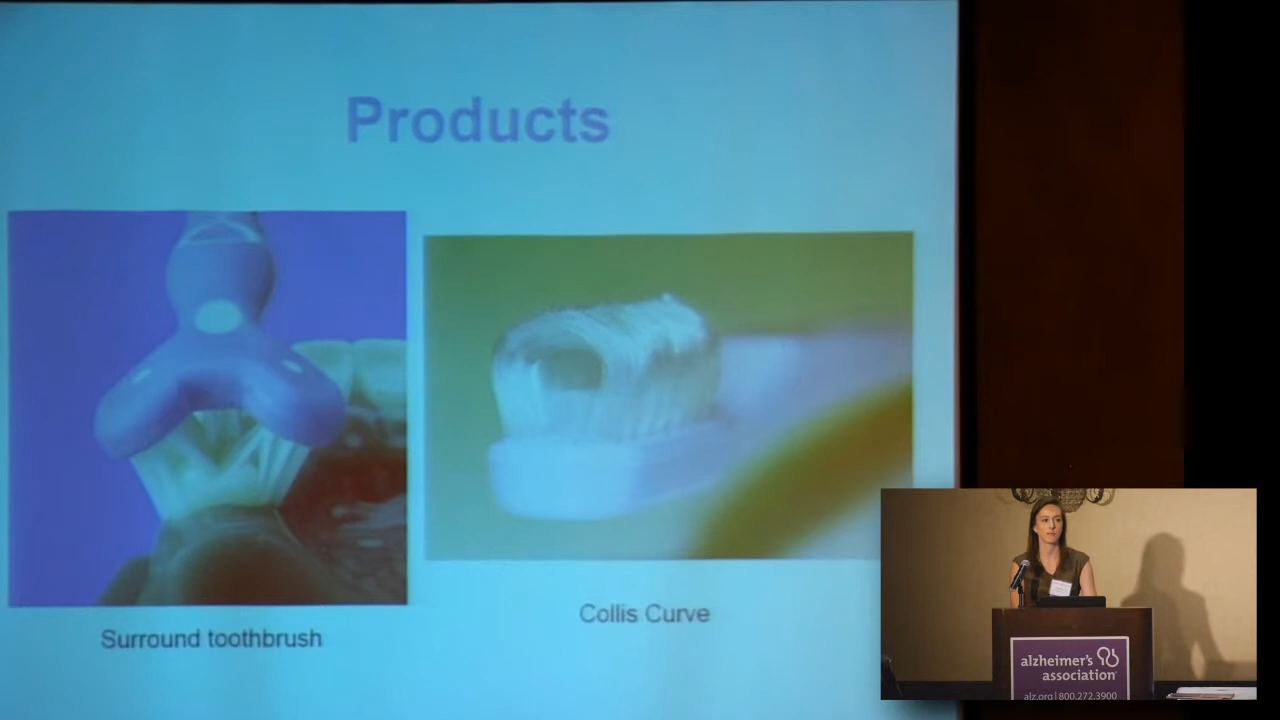 Products
Surround toothbrush
Collis Curve
alzheimer's
association
alz.org | 800.272.3900